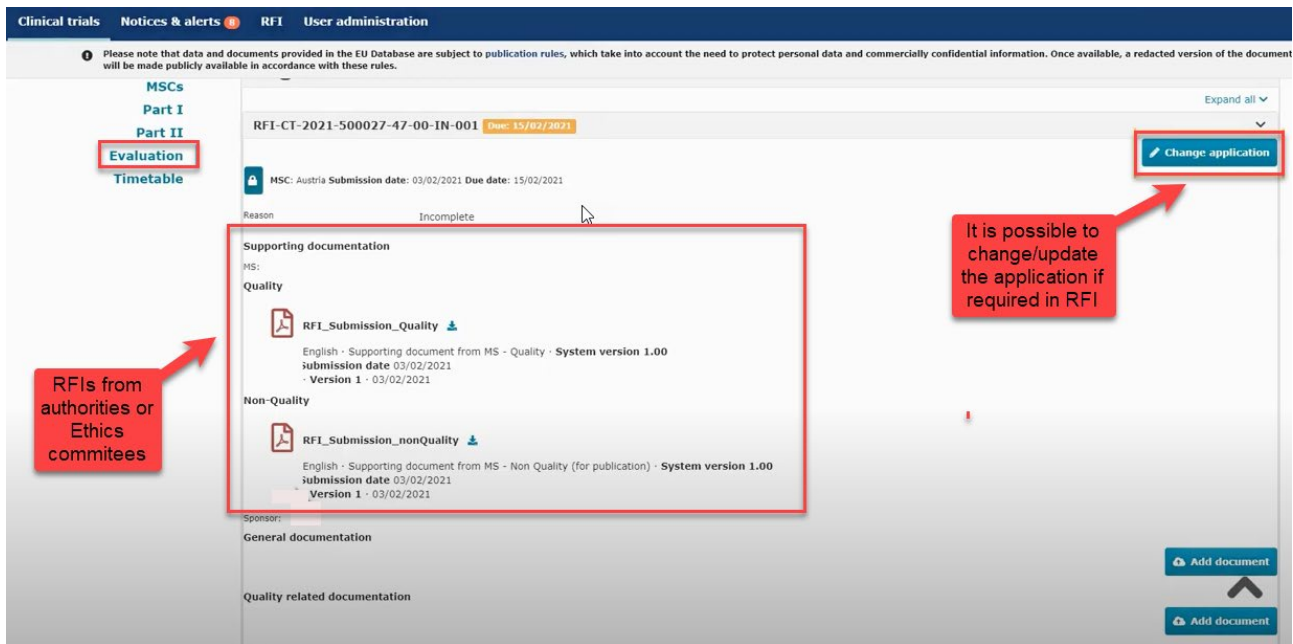 Clinical trials Notices & alerts 8 RFI User administration
Please note that data and documents provided in the EU Database are subject to publication rules, which take into account the need to protect personal data and commercially confidential information. Once available, a redacted version of the document
will be made publicly available in accordance with these rules.
MSCs
Part I
Part II
Evaluation
Timetable
Expand all
RFI-CT-2021-500027-47-00-IN-001 Due: 15/02/2021
Change application
MSC: Austria Submission date: 03/02/2021 Due date: 15/02/2021
Reason Incomplete
Supporting documentation
MS:
Quality
RFI_Submission_Quality
English · Supporting document from MS - Quality · System version 1.00
Submission date 03/02/2021
· Version 1 · 03/02/2021
Non-Quality
RFI_Submission_nonQuality
English · Supporting document from MS - Non Quality (for publication) · System version 1.00
Submission date 03/02/2021
Version 1 · 03/02/2021
Sponsor:
General documentation
Add document
Quality related documentation
Add document
RFIs from
authorities or
Ethics
commitees
It is possible to
change/update
the application if
required in RFI